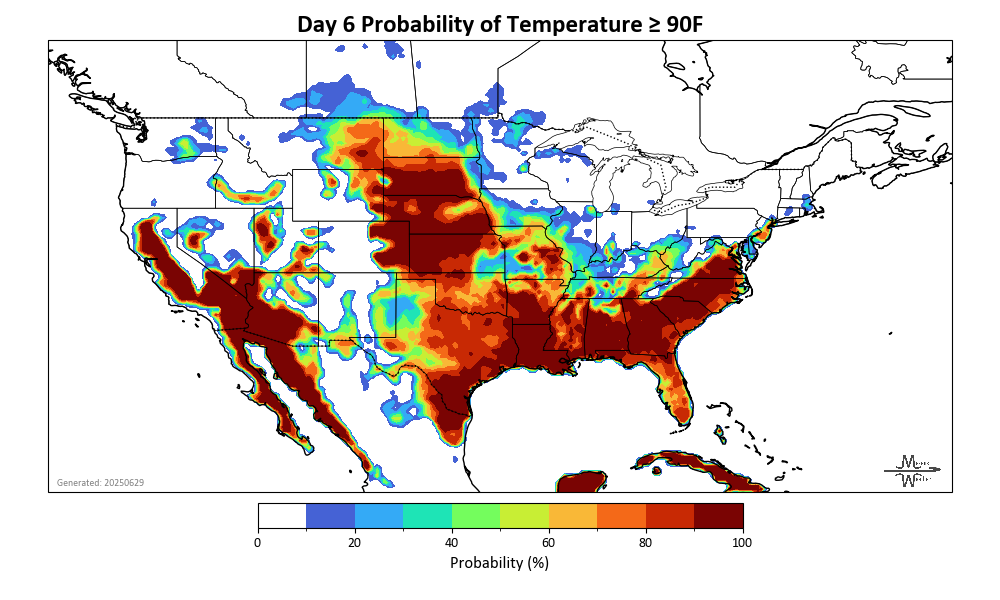 Day 6 Probability of Temperature ≥ 90F
Generated: 20250629
0 20 40 60 80 100
Probability (%)